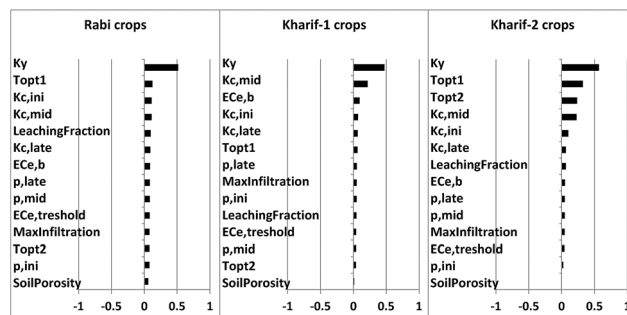 Rabi crops
Ky
Topt1
Kc,ini
Kc,mid
LeachingFraction
Kc,late
ECe,b
p,late
p,mid
ECe,treshold
MaxInfiltration
Topt2
p,ini
SoilPorosity
-1 -0.5 0 0.5 1
Kharif-1 crops
Ky
Kc,mid
ECe,b
Kc,ini
Kc,late
Topt1
p,late
MaxInfiltration
p,ini
LeachingFraction
ECe,treshold
p,mid
Topt2
SoilPorosity
-1 -0.5 0 0.5 1
Kharif-2 crops
Ky
Topt1
Topt2
Kc,mid
Kc,ini
Kc,late
LeachingFraction
ECe,b
p,late
p,mid
MaxInfiltration
ECe,treshold
p,ini
SoilPorosity
-1 -0.5 0 0.5 1